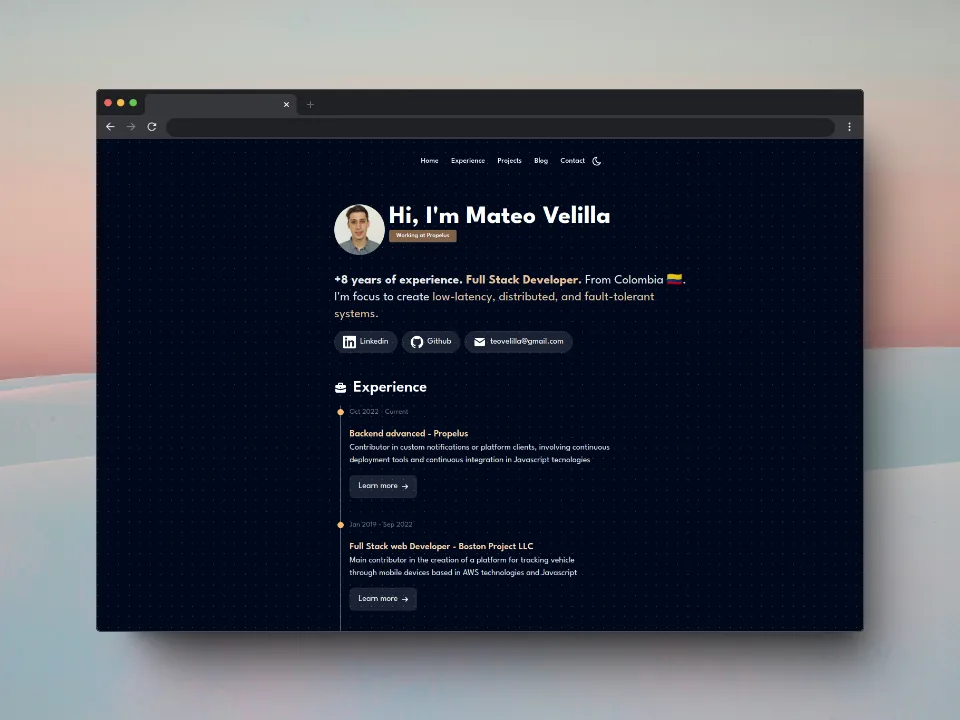 Home Experience Projects Blog Contact
Hi, I'm Mateo Velilla
Working at Propelus
+8 years of experience. Full Stack Developer. From Colombia 🇨🇴.
I'm focus to create low-latency, distributed, and fault-tolerant
systems.
Linkedin Github teovelilla@gmail.com
Experience
Oct 2022 - Current
Backend advanced - Propelus
Contributor in custom notifications or platform clients, involving continuous
deployment tools and continuous integration in Javascript tecnologies
Learn more →
Jan 2019 - Sep 2022
Full Stack web Developer - Boston Project LLC
Main contributor in the creation of a platform for tracking vehicle
through mobile devices based in AWS technologies and Javascript
Learn more →